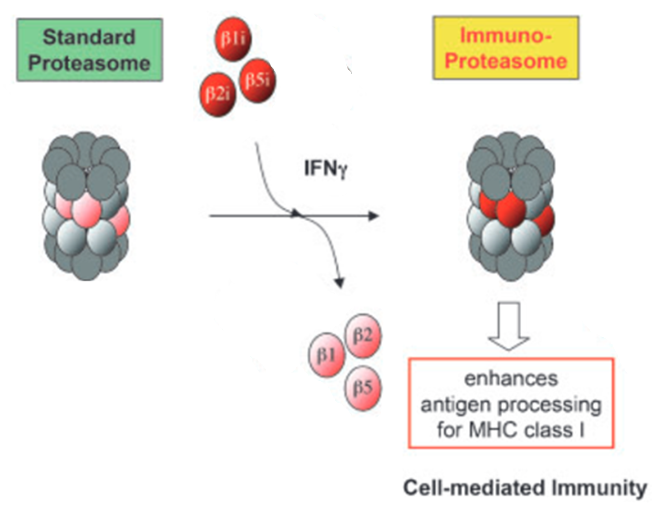 Standard
Proteasome
β1i
β2i
β5i
Immuno-
Proteasome
IFNγ
β1
β2
β5
enhances
antigen processing
for MHC class I
Cell-mediated Immunity